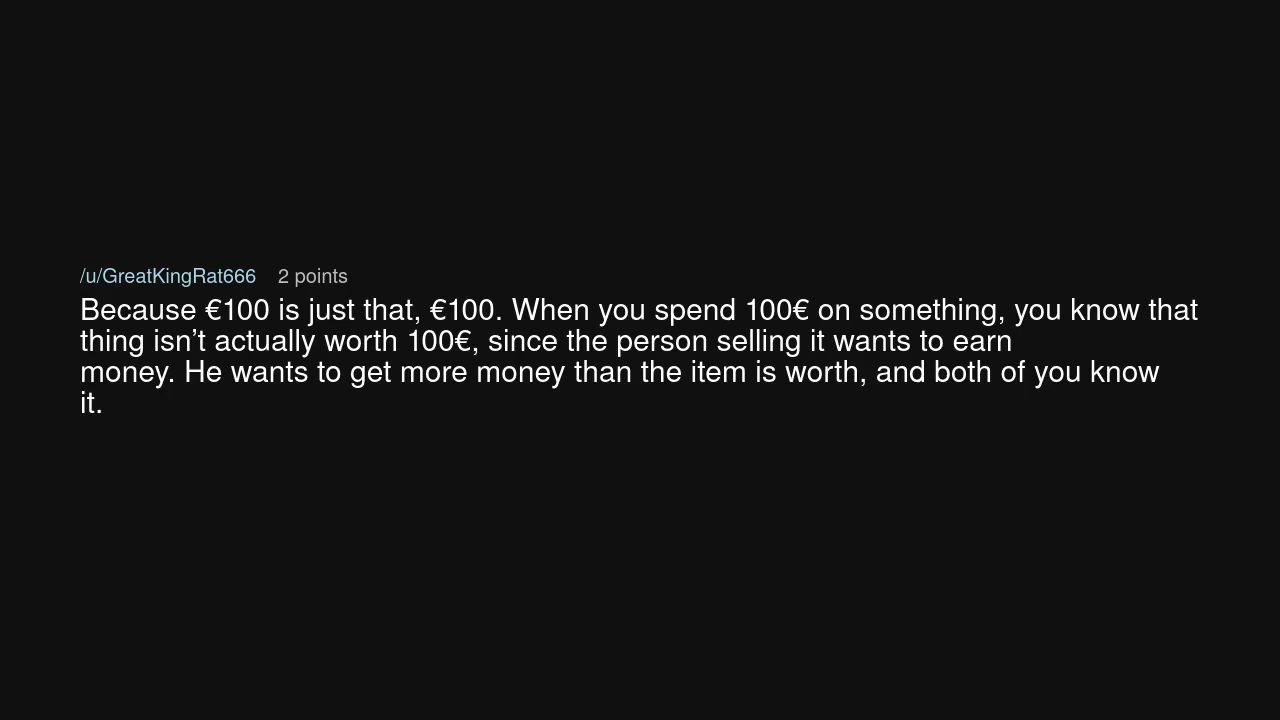 /u/GreatKingRat666 2 points
Because €100 is just that, €100. When you spend 100€ on something, you know that
thing isn’t actually worth 100€, since the person selling it wants to earn
money. He wants to get more money than the item is worth, and both of you know
it.